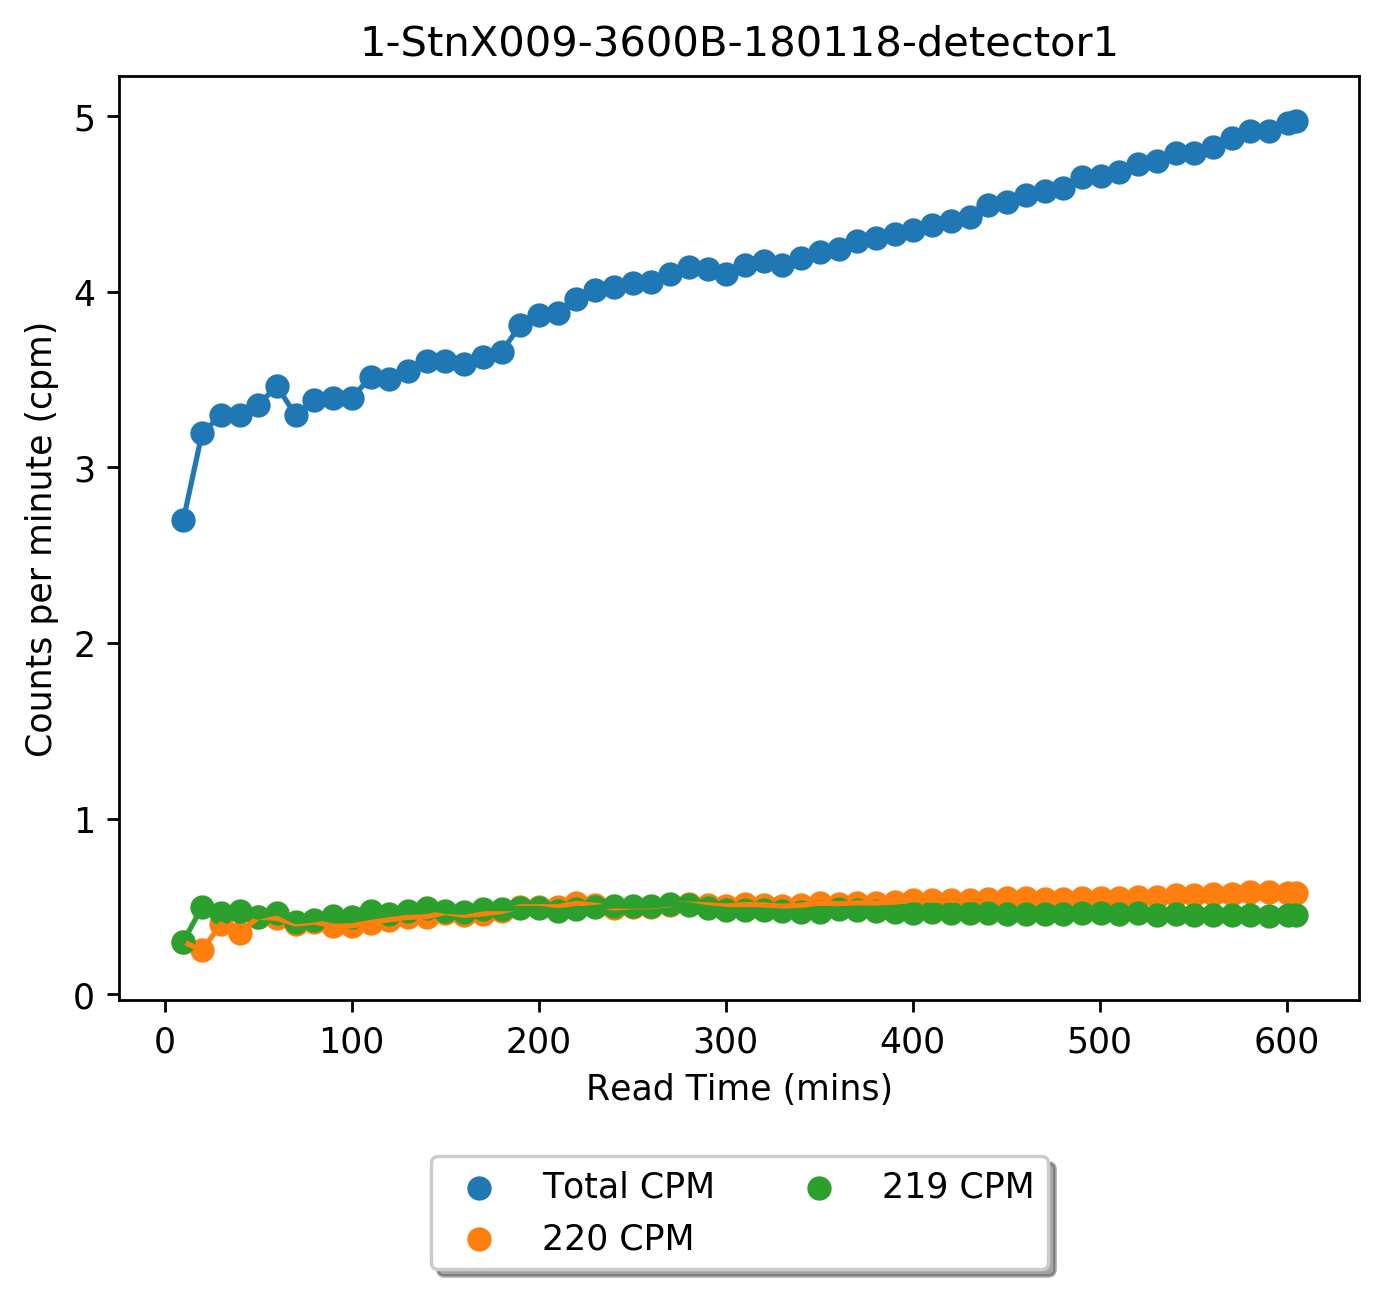 1-StnX009-3600B-180118-detector1
5
4
3
2
1
0
Counts per minute (cpm)
0 100 200 300 400 500 600
Read Time (mins)
Total CPM 219 CPM
220 CPM